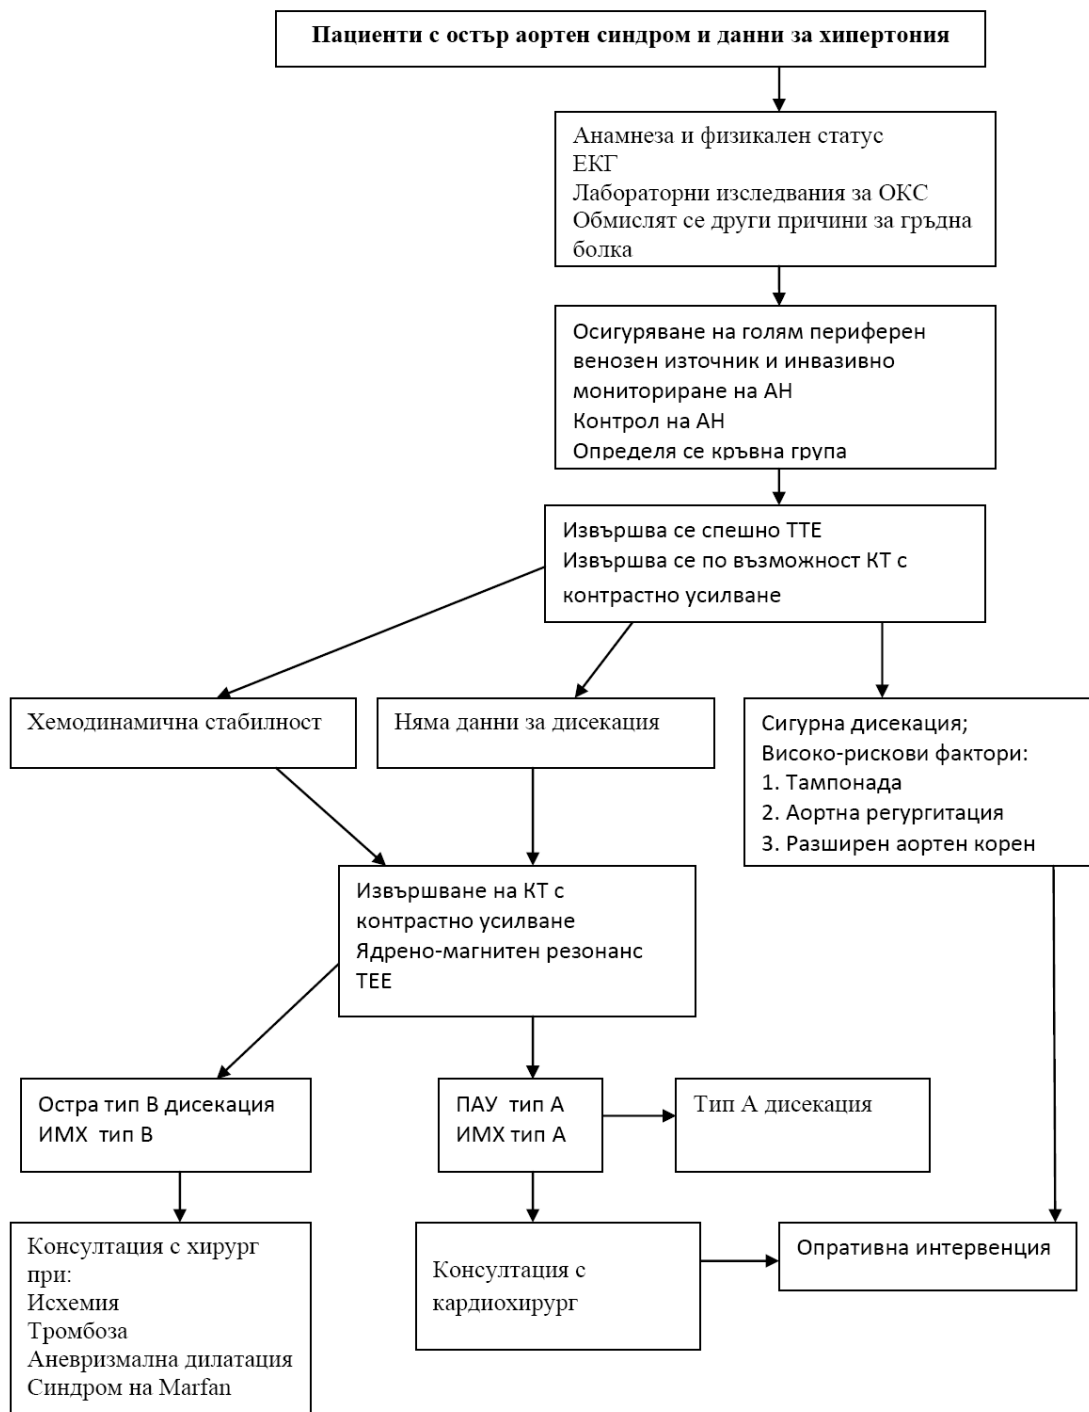 Пациенти с остър аортен синдром и данни за хипертония
Анамнеза и физикален статус
ЕКГ
Лабораторни изследвания за ОКС
Обмислят се други причини за гръдна
болка
Осигуряване на голям периферен
венозен източник и инвазивно
мониториране на АН
Контрол на АН
Определя се кръвна група
Извършва се спешно ТТЕ
Извършва се по възможност КТ с
контрастно усилване
Хемодинамична стабилност
Няма данни за дисекация
Сигурна дисекация;
Високо-рискови фактори:
1. Тампонада
2. Аортна регургитация
3. Разширен аортен корен
Извършване на КТ с
контрастно усилване
Ядрено-магнитен резонанс
ТЕЕ
Остра тип В дисекация
ИМХ тип В
ПАУ тип А
ИМХ тип А
Тип А дисекация
Консултация с хирург
при:
Исхемия
Тромбоза
Аневризмална дилатация
Синдром на Marfan
Консултация с
кардиохирург
Опративна интервенция